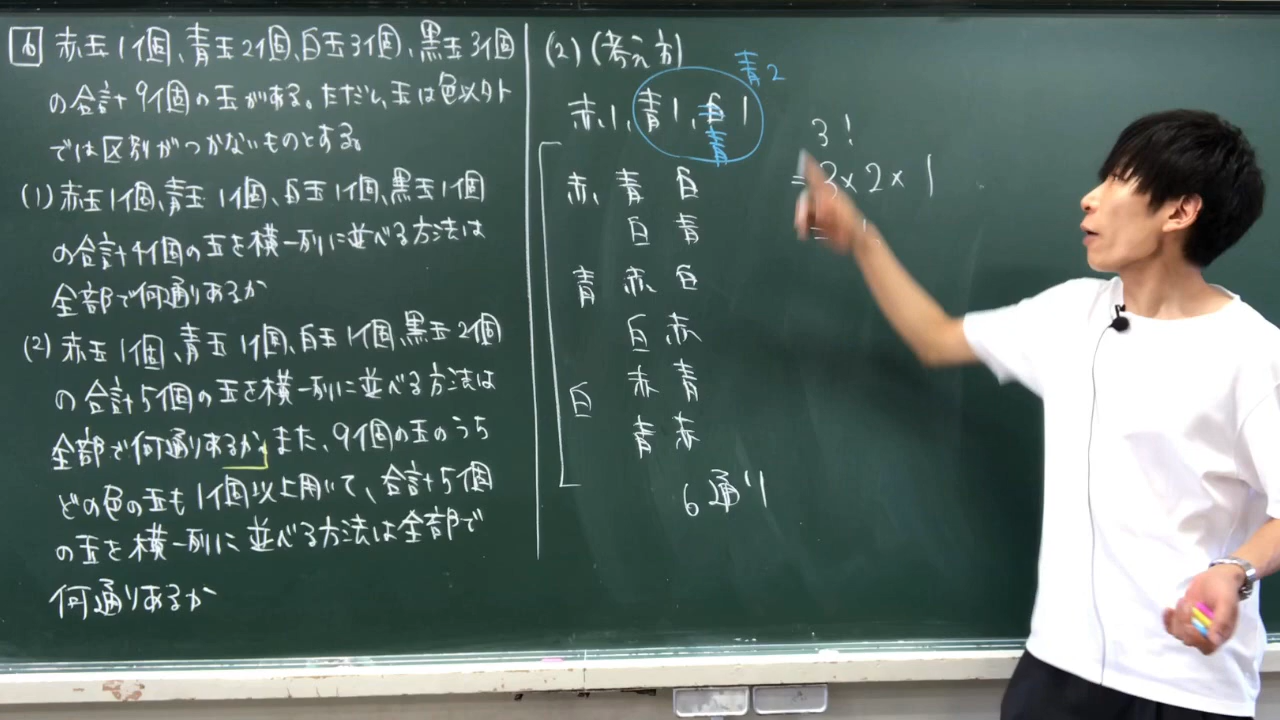 6 赤玉1個、青玉2個、白玉3個、黒玉3個
の合計9個の玉がある。ただし、玉は色以外
では区別がつかないものとする。
(1) 赤玉1個、青玉1個、白玉1個、黒玉1個
の合計4個の玉を横一列に並べる方法は
全部で何通りあるか
(2) 赤玉1個、青玉1個、白玉1個、黒玉2個
の合計5個の玉を横一列に並べる方法は
全部で何通りあるか。また、9個の玉のうち
どの色の玉も1個以上用いて、合計5個
の玉を横一列に並べる方法は全部で
何通りあるか
(2) (考え方)
青2
赤1、青1、白1
青
赤 青 白
白 青
青 赤 白
白 赤
白 赤 青
青 赤
6通り
3!
=3×2×1
=